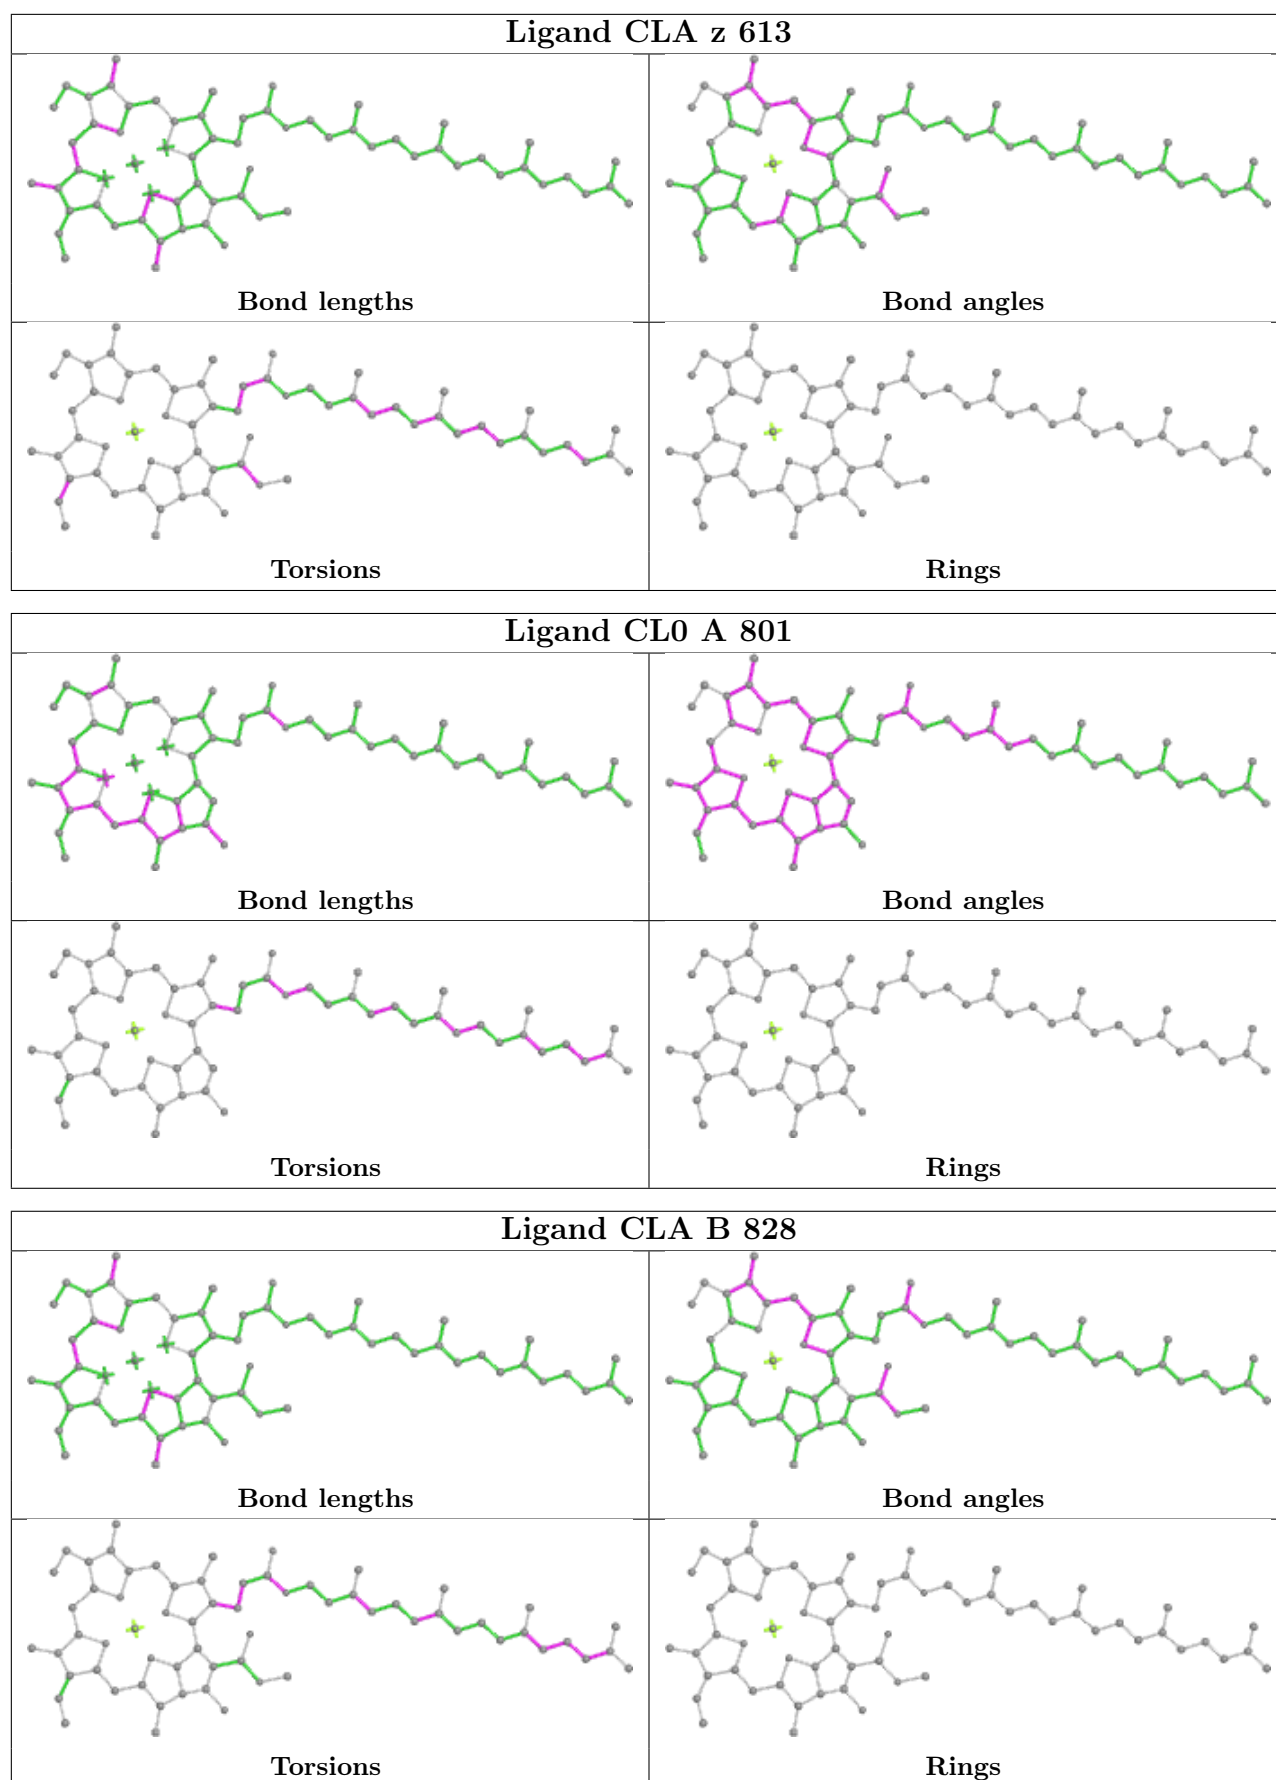 Ligand CLA z 613
Bond lengths
Bond angles
Torsions
Rings
Ligand CL0 A 801
Bond lengths
Bond angles
Torsions
Rings
Ligand CLA B 828
Bond lengths
Bond angles
Torsions
Rings